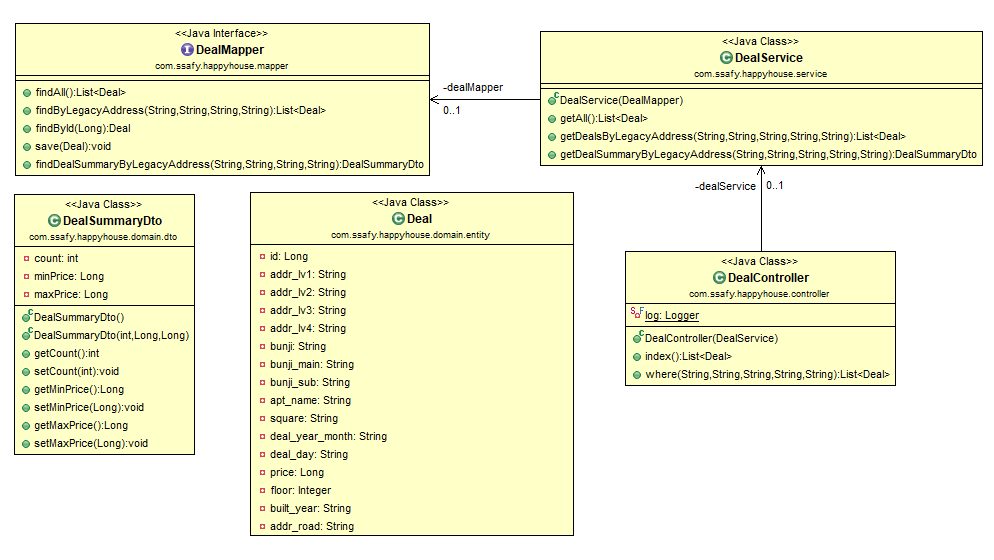 <<Java Interface>>
I DealMapper
com.ssafy.happyhouse.mapper
findAll():List<Deal>
findByLegacyAddress(String,String,String,String):List<Deal>
findById(Long):Deal
save(Deal):void
findDealSummaryByLegacyAddress(String,String,String,String):DealSummaryDto
-dealMapper
0..1
<<Java Class>>
C DealService
com.ssafy.happyhouse.service
C DealService(DealMapper)
getAll():List<Deal>
getDealsByLegacyAddress(String,String,String,String,String):List<Deal>
getDealSummaryByLegacyAddress(String,String,String,String,String):DealSummaryDto
-dealService
0..1
<<Java Class>>
C DealSummaryDto
com.ssafy.happyhouse.domain.dto
count: int
minPrice: Long
maxPrice: Long
C DealSummaryDto()
C DealSummaryDto(int,Long,Long)
getCount():int
setCount(int):void
getMinPrice():Long
setMinPrice(Long):void
getMaxPrice():Long
setMaxPrice(Long):void
<<Java Class>>
C Deal
com.ssafy.happyhouse.domain.entity
id: Long
addr_lv1: String
addr_lv2: String
addr_lv3: String
addr_lv4: String
bunji: String
bunji_main: String
bunji_sub: String
apt_name: String
square: String
deal_year_month: String
deal_day: String
price: Long
floor: Integer
built_year: String
addr_road: String
<<Java Class>>
C DealController
com.ssafy.happyhouse.controller
S F log: Logger
C DealController(DealService)
index():List<Deal>
where(String,String,String,String,String):List<Deal>